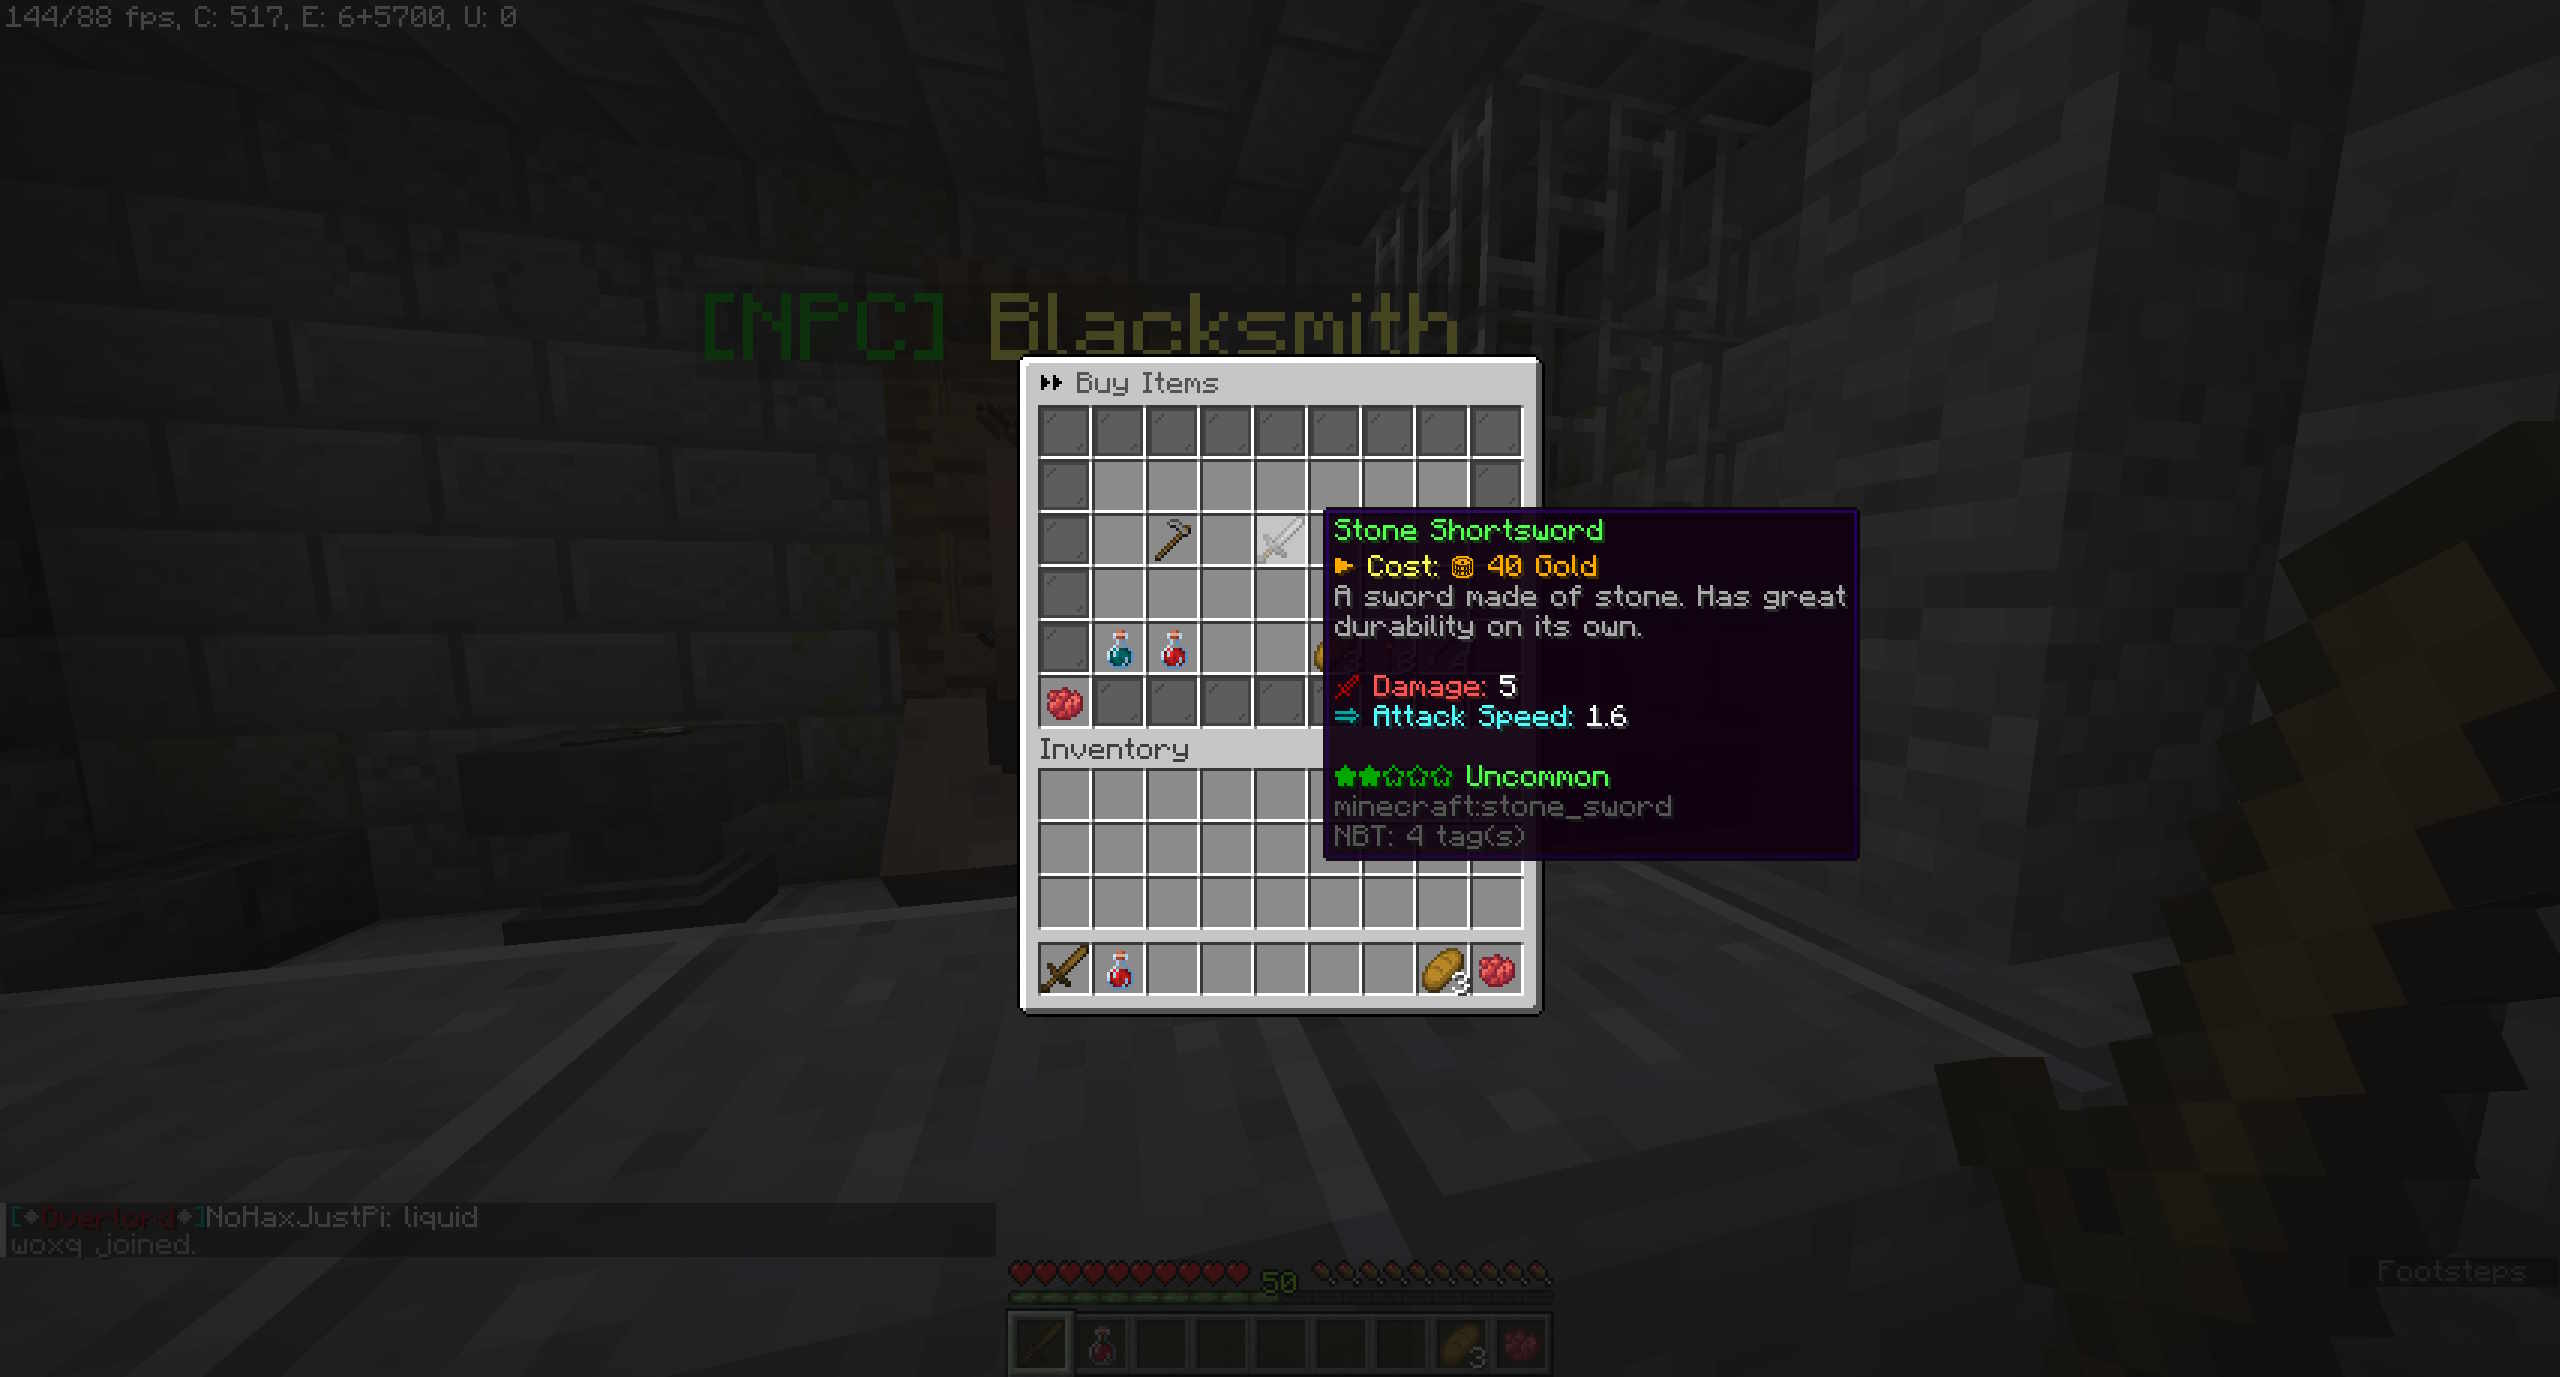 144/88 fps, C: 517, E: 6+5700, U: 0
[NPC] Blacksmith
Buy Items
Stone Shortsword
Cost: 40 Gold
A sword made of stone. Has great
durability on its own.
Damage: 5
Attack Speed: 1.6
★★☆☆☆ Uncommon
minecraft:stone_sword
NBT: 4 tag(s)
Inventory
3
[◆Overlord◆]NoHaxJustPi: liquid
woxq joined.
50
Footsteps
3